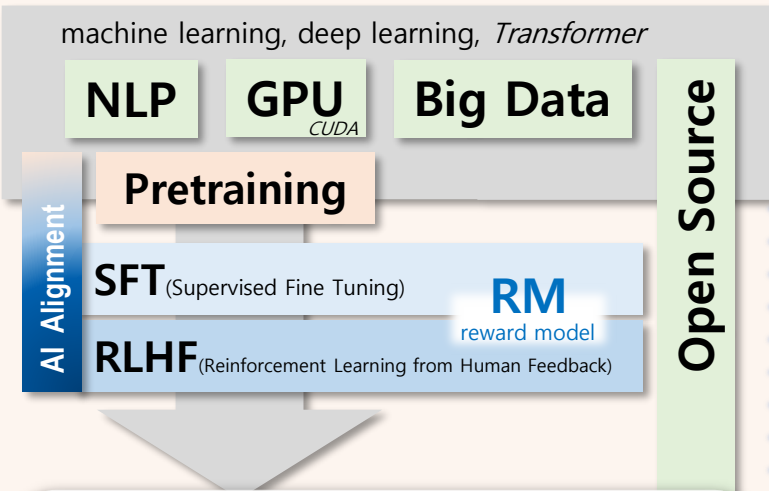 machine learning, deep learning, Transformer
NLP
GPU
CUDA
Big Data
Open Source
Pretraining
AI Alignment
SFT(Supervised Fine Tuning)
RM
reward model
RLHF(Reinforcement Learning from Human Feedback)